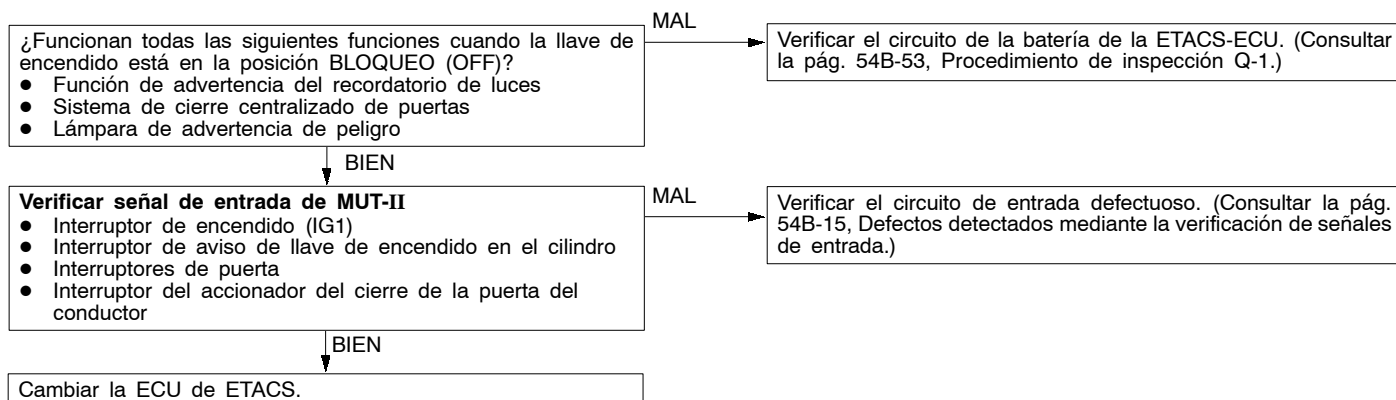 ¿Funcionan todas las siguientes funciones cuando la llave de
encendido está en la posición BLOQUEO (OFF)?
● Función de advertencia del recordatorio de luces
● Sistema de cierre centralizado de puertas
● Lámpara de advertencia de peligro
MAL
Verificar el circuito de la batería de la ETACS-ECU. (Consultar
la pág. 54B-53, Procedimiento de inspección Q-1.)
BIEN
Verificar señal de entrada de MUT-II
● Interruptor de encendido (IG1)
● Interruptor de aviso de llave de encendido en el cilindro
● Interruptores de puerta
● Interruptor del accionador del cierre de la puerta del
conductor
MAL
Verificar el circuito de entrada defectuoso. (Consultar la pág.
54B-15, Defectos detectados mediante la verificación de señales
de entrada.)
BIEN
Cambiar la ECU de ETACS.